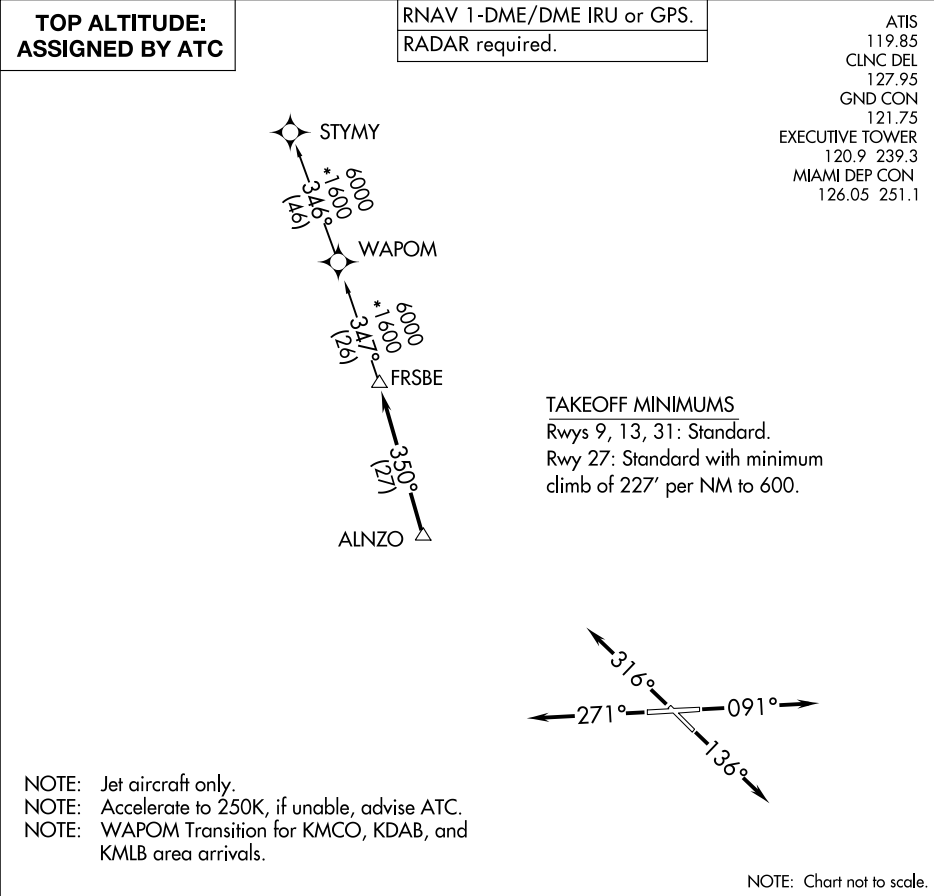 TOP ALTITUDE:
ASSIGNED BY ATC
RNAV 1-DME/DME IRU or GPS.
RADAR required.
ATIS
119.85
CLNC DEL
127.95
GND CON
121.75
EXECUTIVE TOWER
120.9 239.3
MIAMI DEP CON
126.05 251.1
STYMY
6000
*1600
346°
(46)
WAPOM
6000
*1600
347°
(26)
FRSBE
350°
(27)
ALNZO
TAKEOFF MINIMUMS
Rwys 9, 13, 31: Standard.
Rwy 27: Standard with minimum
climb of 227' per NM to 600.
316°
271°
091°
136°
NOTE: Jet aircraft only.
NOTE: Accelerate to 250K, if unable, advise ATC.
NOTE: WAPOM Transition for KMCO, KDAB, and
KMLB area arrivals.
NOTE: Chart not to scale.